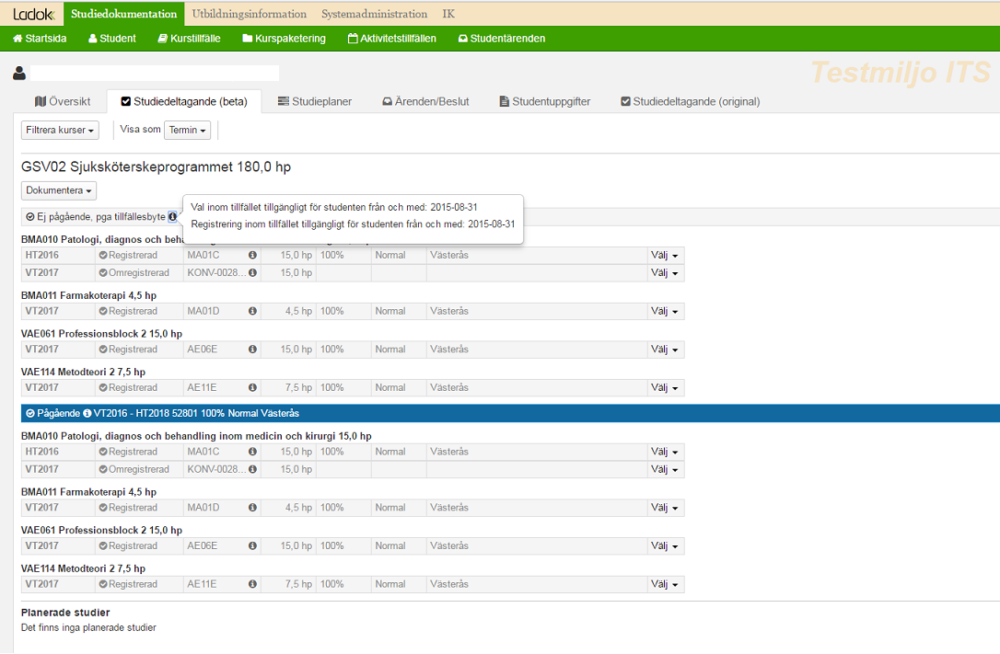 Ladok Studiedokumentation Utbildningsinformation Systemadministration IK
Startsida Student Kurstillfälle Kurspaketering Aktivitetstillfällen Studentärenden
Testmiljo ITS
Översikt Studiedeltagande (beta) Studieplaner Ärenden/Beslut Studentuppgifter Studiedeltagande (original)
Filtrera kurser Visa som Termin
GSV02 Sjuksköterskeprogrammet 180,0 hp
Dokumentera
Val inom tillfället tillgängligt för studenten från och med: 2015-08-31
Ej pågående, pga tillfällesbyte
Registrering inom tillfället tillgängligt för studenten från och med: 2015-08-31
BMA010 Patologi, diagnos och beha
HT2016 Registrerad MA01C 15,0 hp 100% Normal Västerås Välj
VT2017 Omregistrerad KONV-0028... 15,0 hp Välj
BMA011 Farmakoterapi 4,5 hp
VT2017 Registrerad MA01D 4,5 hp 100% Normal Västerås Välj
VAE061 Professionsblock 2 15,0 hp
VT2017 Registrerad AE06E 15,0 hp 100% Normal Västerås Välj
VAE114 Metodteori 2 7,5 hp
VT2017 Registrerad AE11E 7,5 hp 100% Normal Västerås Välj
Pågående VT2016 - HT2018 52801 100% Normal Västerås
BMA010 Patologi, diagnos och behandling inom medicin och kirurgi 15,0 hp
HT2016 Registrerad MA01C 15,0 hp 100% Normal Västerås Välj
VT2017 Omregistrerad KONV-0028... 15,0 hp Välj
BMA011 Farmakoterapi 4,5 hp
VT2017 Registrerad MA01D 4,5 hp 100% Normal Västerås Välj
VAE061 Professionsblock 2 15,0 hp
VT2017 Registrerad AE06E 15,0 hp 100% Normal Västerås Välj
VAE114 Metodteori 2 7,5 hp
VT2017 Registrerad AE11E 7,5 hp 100% Normal Västerås Välj
Planerade studier
Det finns inga planerade studier